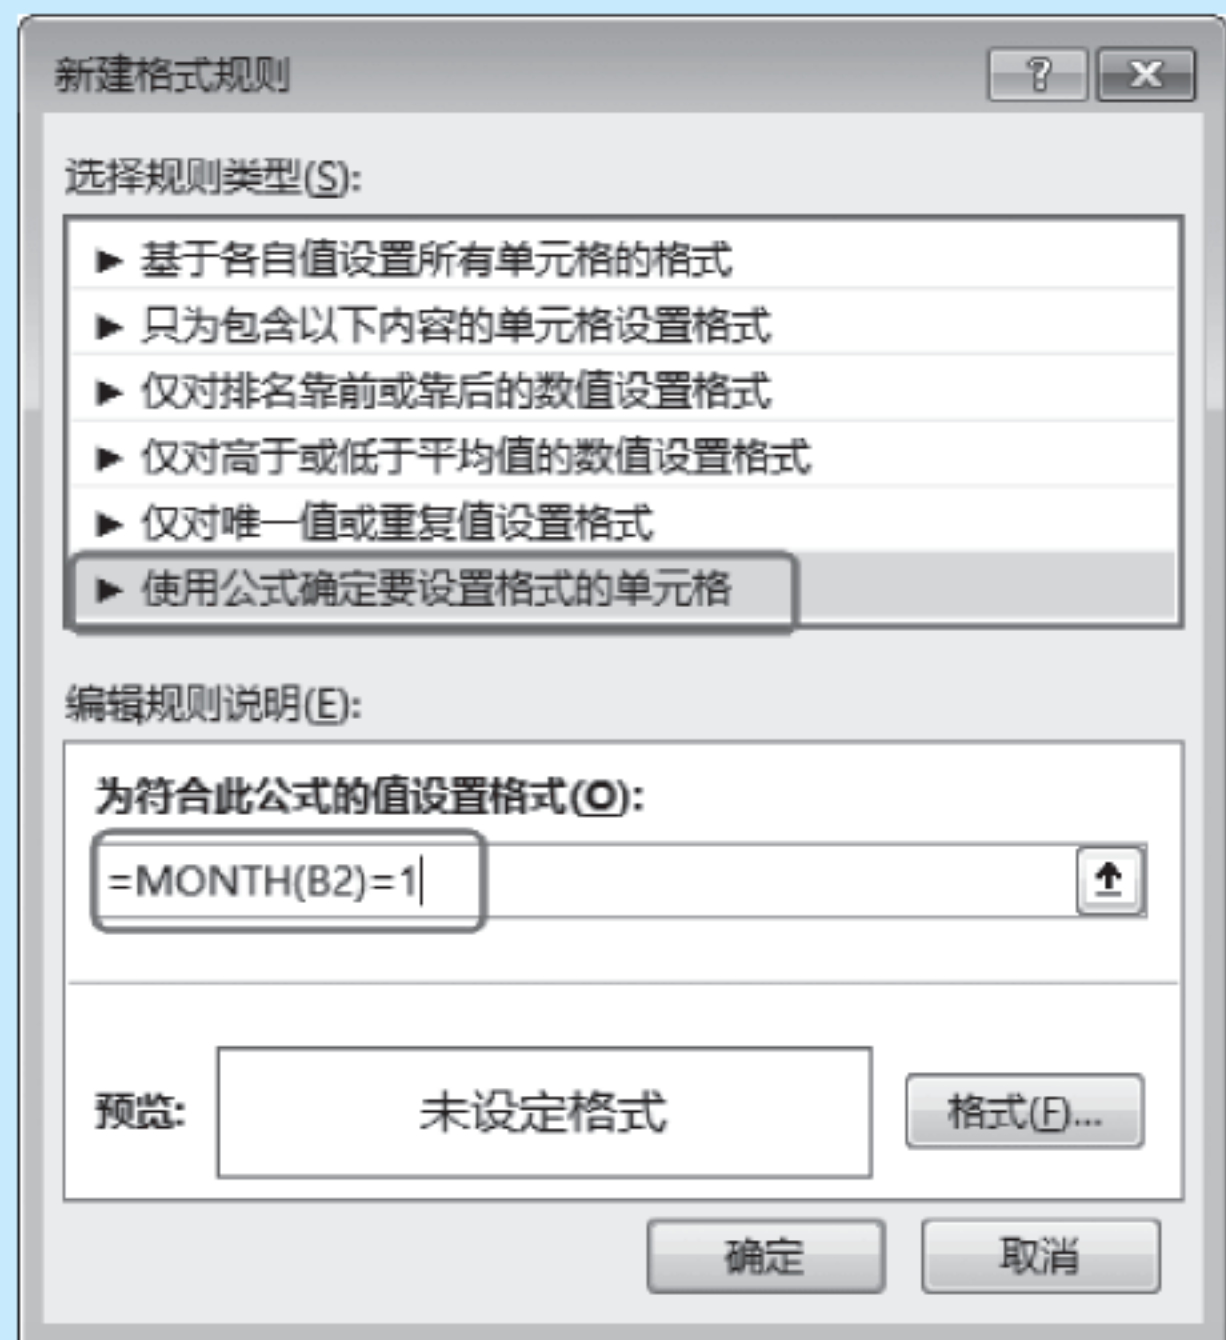 新建格式规则
选择规则类型(S):
► 基于各自值设置所有单元格的格式
► 只为包含以下内容的单元格设置格式
► 仅对排名靠前或靠后的数值设置格式
► 仅对高于或低于平均值的数值设置格式
► 仅对唯一值或重复值设置格式
► 使用公式确定要设置格式的单元格
编辑规则说明(E):
为符合此公式的值设置格式(O):
=MONTH(B2)=1
预览:
未设定格式
格式(F)...
确定
取消